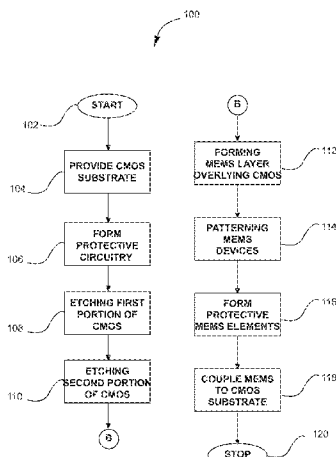 100
102
START
PROVIDE CMOS
SUBSTRATE
104
FORM
PROTECTIVE
CIRCUITRY
106
ETCHING FIRST
PORTION OF
CMOS
108
ETCHING
SECOND PORTION
OF CMOS
110
B
B
FORMING
MEMS LAYER
OVERLYING CMOS
112
PATTERNING
MEMS
DEVICES
114
FORM
PROTECTIVE
MEMS ELEMENTS
116
COUPLE MEMS
TO CMOS
SUBSTRATE
118
120
STOP